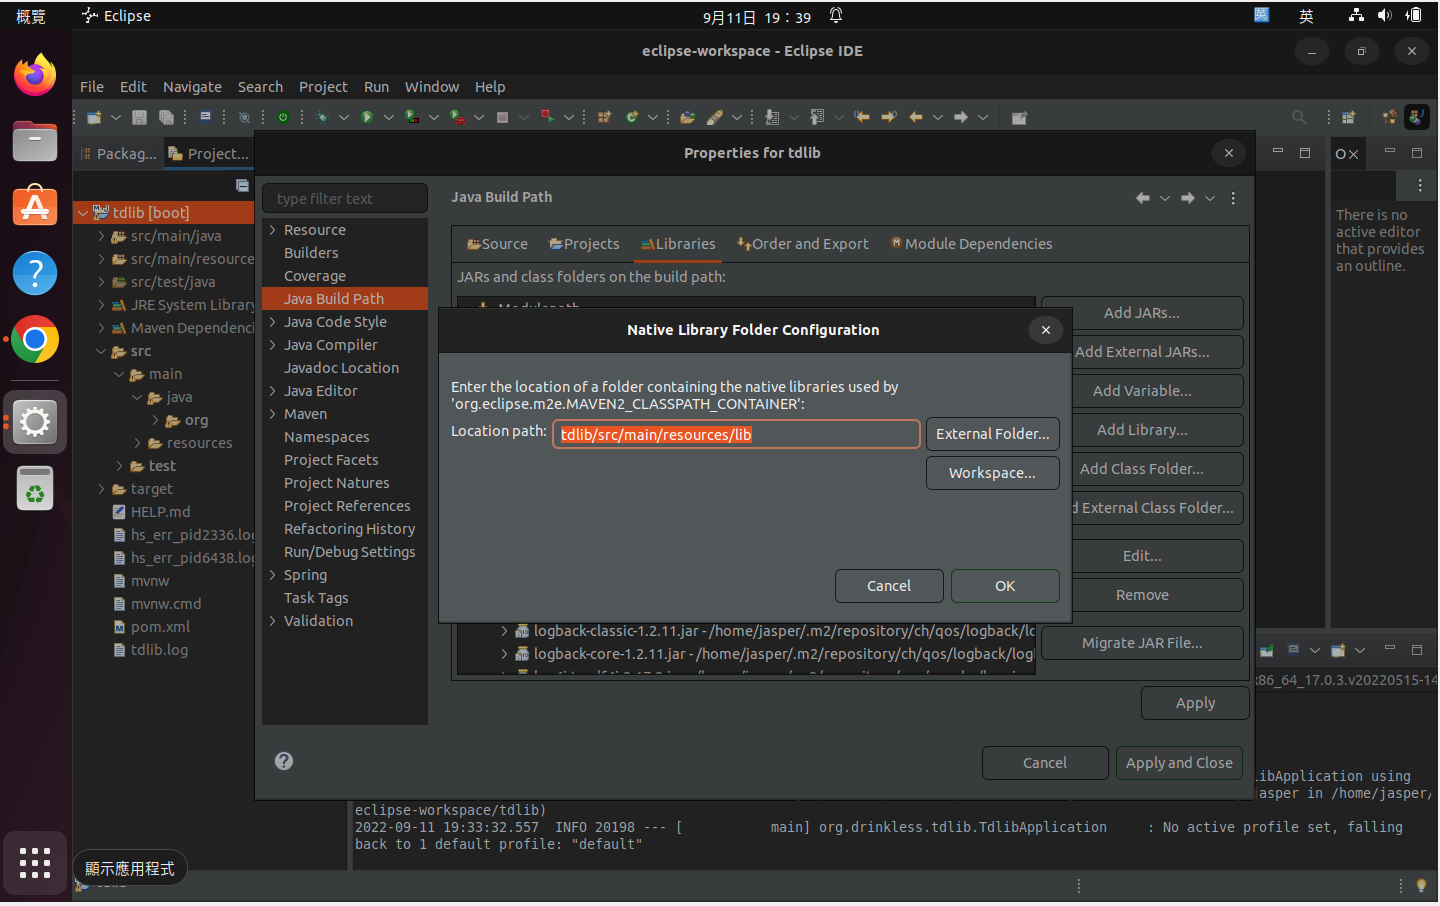 概覽
Eclipse
9月11日 19：39
英
英
eclipse-workspace - Eclipse IDE
File Edit Navigate Search Project Run Window Help
Packag...
Project...
O
tdlib [boot]
src/main/java
src/main/resource
src/test/java
JRE System Library
Maven Dependenci
src
main
java
org
resources
test
target
HELP.md
hs_err_pid2336.log
hs_err_pid6438.log
mvnw
mvnw.cmd
pom.xml
tdlib.log
There is no
active editor
that provides
an outline.
Properties for tdlib
type filter text
Resource
Builders
Coverage
Java Build Path
Java Code Style
Java Compiler
Javadoc Location
Java Editor
Maven
Namespaces
Project Facets
Project Natures
Project References
Refactoring History
Run/Debug Settings
Spring
Task Tags
Validation
Java Build Path
Source
Projects
Libraries
Order and Export
Module Dependencies
JARs and class folders on the build path:
Modulepath
Add JARs...
Add External JARs...
Add Variable...
Add Library...
Add Class Folder...
d External Class Folder...
Edit...
Remove
Migrate JAR File...
Native Library Folder Configuration
Enter the location of a folder containing the native libraries used by
'org.eclipse.m2e.MAVEN2_CLASSPATH_CONTAINER':
Location path: tdlib/src/main/resources/lib
External Folder...
Workspace...
Cancel
OK
logback-classic-1.2.11.jar - /home/jasper/.m2/repository/ch/qos/logback/lo
logback-core-1.2.11.jar - /home/jasper/.m2/repository/ch/qos/logback/log
Apply
Cancel
Apply and Close
x86_64_17.0.3.v20220515-14
libApplication using
jasper in /home/jasper/
eclipse-workspace/tdlib)
2022-09-11 19:33:32.557 INFO 20198 --- [ main] org.drinkless.tdlib.TdlibApplication : No active profile set, falling
back to 1 default profile: "default"
顯示應用程式